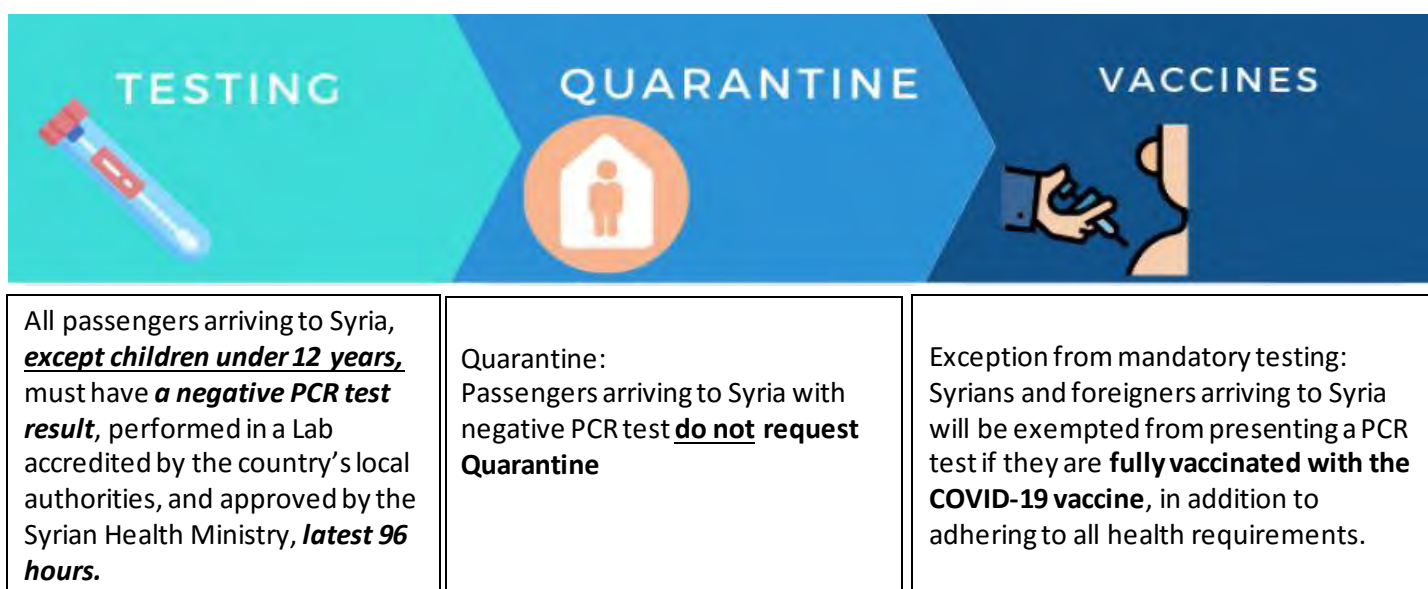 TESTING
QUARANTINE
VACCINES
All passengers arriving to Syria,
except children under 12 years,
must have a negative PCR test
result, performed in a Lab
accredited by the country's local
authorities, and approved by the
Syrian Health Ministry, latest 96
hours.
Quarantine:
Passengers arriving to Syria with
negative PCR test do not request
Quarantine
Exception from mandatory testing:
Syrians and foreigners arriving to Syria
will be exempted from presenting a PCR
test if they are fully vaccinated with the
COVID-19 vaccine, in addition to
adhering to all health requirements.